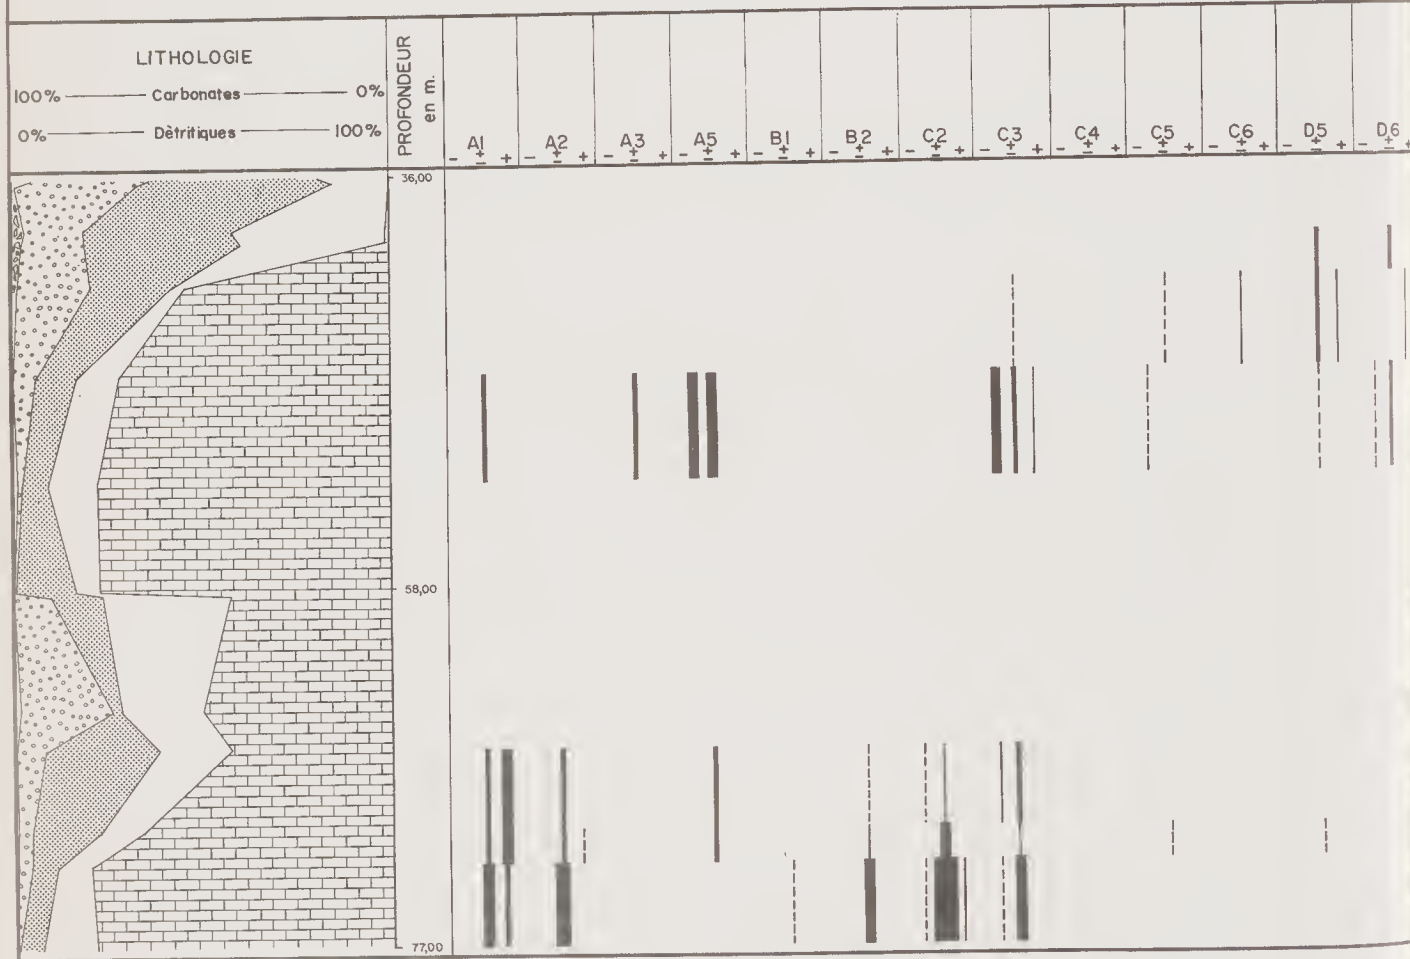 LITHOLOGIE
100% Carbonates 0%
0% Dètritiques 100%
PROFONDEUR
en m.
A1 A2 A3 A5 B1 B2 C2 C3 C4 C5 C6 D5 D6
- ± + - ± + - ± + - ± + - ± + - ± + - ± + - ± + - ± + - ± + - ± + - ± + - ± +
36,00
58,00
77,00